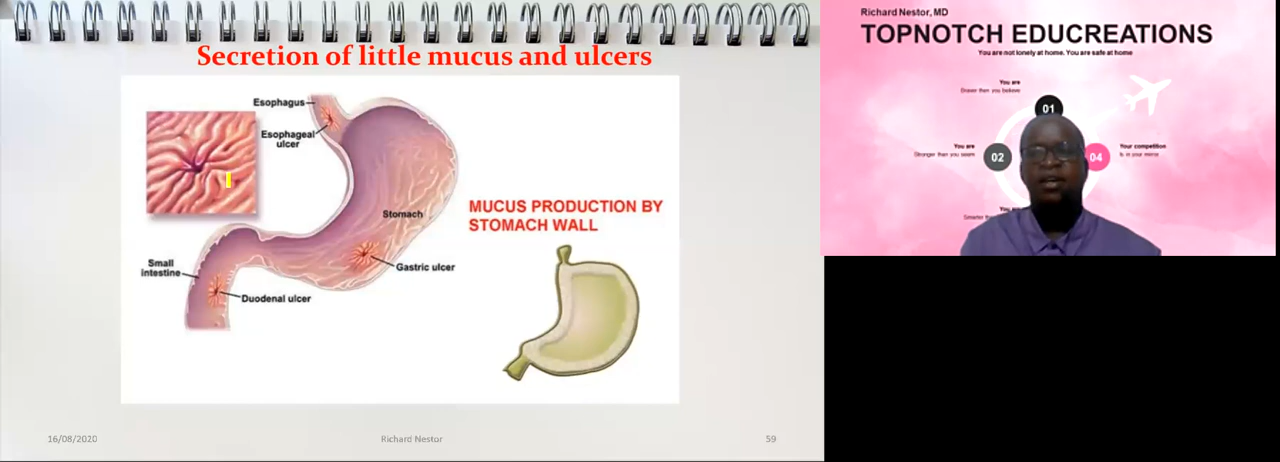 Secretion of little mucus and ulcers
Esophagus
Esophageal
ulcer
Stomach
MUCUS PRODUCTION BY
STOMACH WALL
Small
intestine
Gastric ulcer
Duodenal ulcer
16/08/2020
Richard Nestor
59
Richard Nestor, MD
TOPNOTCH EDUCREATIONS
You are not lonely at home. You are safe at home
You are
than you believe
01
You are
Stronger than you seem
02
04
Your competition
is in your mirror
You are
Smarter